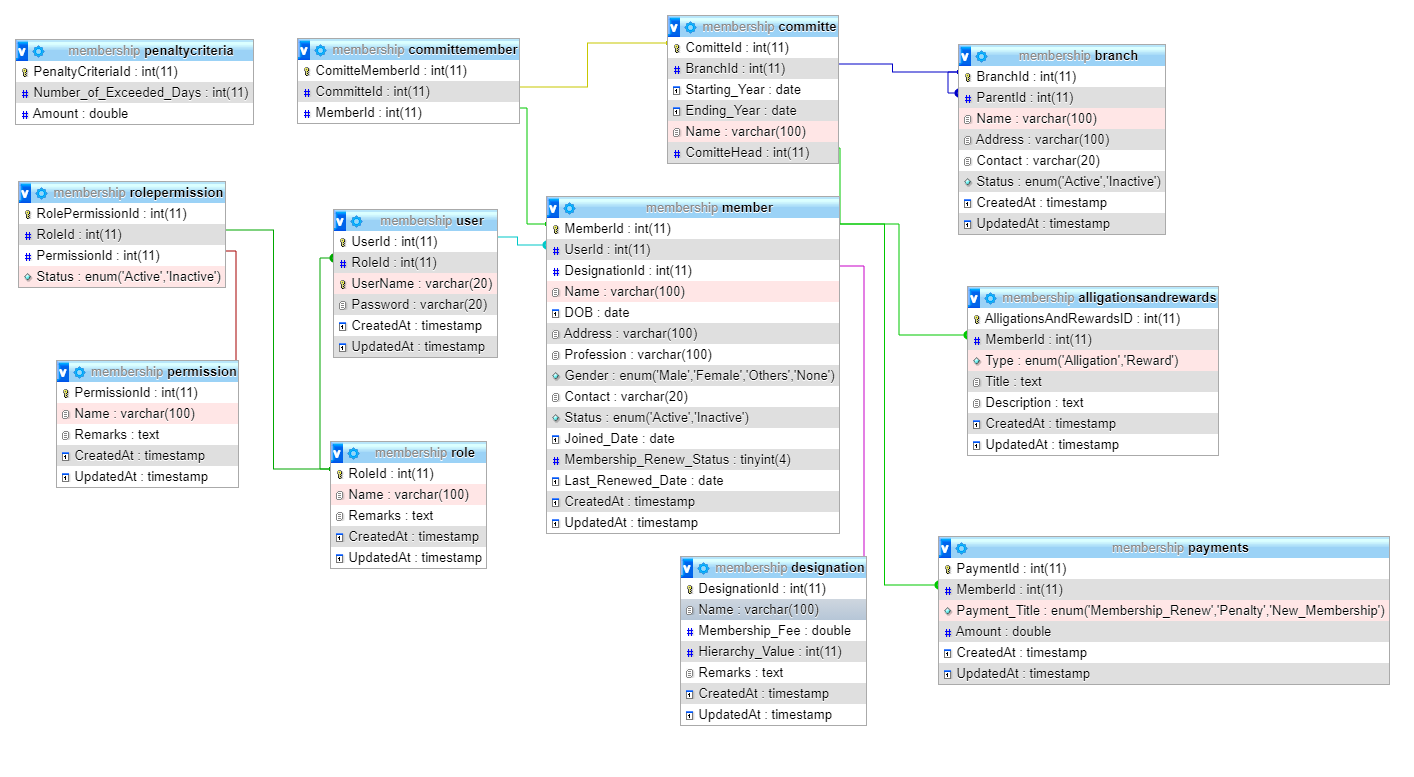 membership penaltycriteria
PenaltyCriteriaId : int(11)
Number_of_Exceeded_Days : int(11)
Amount : double
membership committemember
ComitteMemberId : int(11)
CommitteId : int(11)
MemberId : int(11)
membership committe
ComitteId : int(11)
BranchId : int(11)
Starting_Year : date
Ending_Year : date
Name : varchar(100)
ComitteHead : int(11)
membership branch
BranchId : int(11)
ParentId : int(11)
Name : varchar(100)
Address : varchar(100)
Contact : varchar(20)
Status : enum('Active','Inactive')
CreatedAt : timestamp
UpdatedAt : timestamp
membership rolepermission
RolePermissionId : int(11)
RoleId : int(11)
PermissionId : int(11)
Status : enum('Active','Inactive')
membership user
UserId : int(11)
RoleId : int(11)
UserName : varchar(20)
Password : varchar(20)
CreatedAt : timestamp
UpdatedAt : timestamp
membership member
MemberId : int(11)
UserId : int(11)
DesignationId : int(11)
Name : varchar(100)
DOB : date
Address : varchar(100)
Profession : varchar(100)
Gender : enum('Male','Female','Others','None')
Contact : varchar(20)
Status : enum('Active','Inactive')
Joined_Date : date
Membership_Renew_Status : tinyint(4)
Last_Renewed_Date : date
CreatedAt : timestamp
UpdatedAt : timestamp
membership alligationsandrewards
AlligationsAndRewardsID : int(11)
MemberId : int(11)
Type : enum('Alligation','Reward')
Title : text
Description : text
CreatedAt : timestamp
UpdatedAt : timestamp
membership permission
PermissionId : int(11)
Name : varchar(100)
Remarks : text
CreatedAt : timestamp
UpdatedAt : timestamp
membership role
RoleId : int(11)
Name : varchar(100)
Remarks : text
CreatedAt : timestamp
UpdatedAt : timestamp
membership designation
DesignationId : int(11)
Name : varchar(100)
Membership_Fee : double
Hierarchy_Value : int(11)
Remarks : text
CreatedAt : timestamp
UpdatedAt : timestamp
membership payments
PaymentId : int(11)
MemberId : int(11)
Payment_Title : enum('Membership_Renew','Penalty','New_Membership')
Amount : double
CreatedAt : timestamp
UpdatedAt : timestamp